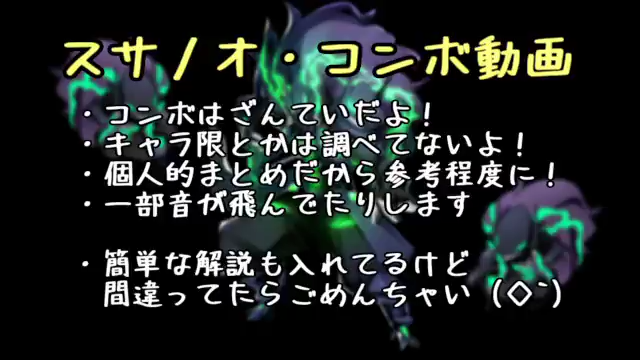 スサノオ・コンボ動画
・コンボはざんていだよ！
・キャラ限とかは調べてないよ！
・個人的まとめだから参考程度に！
・一部音が飛んでたりします
・簡単な解説も入れてるけど
間違ってたらごめんちゃい (◇`)